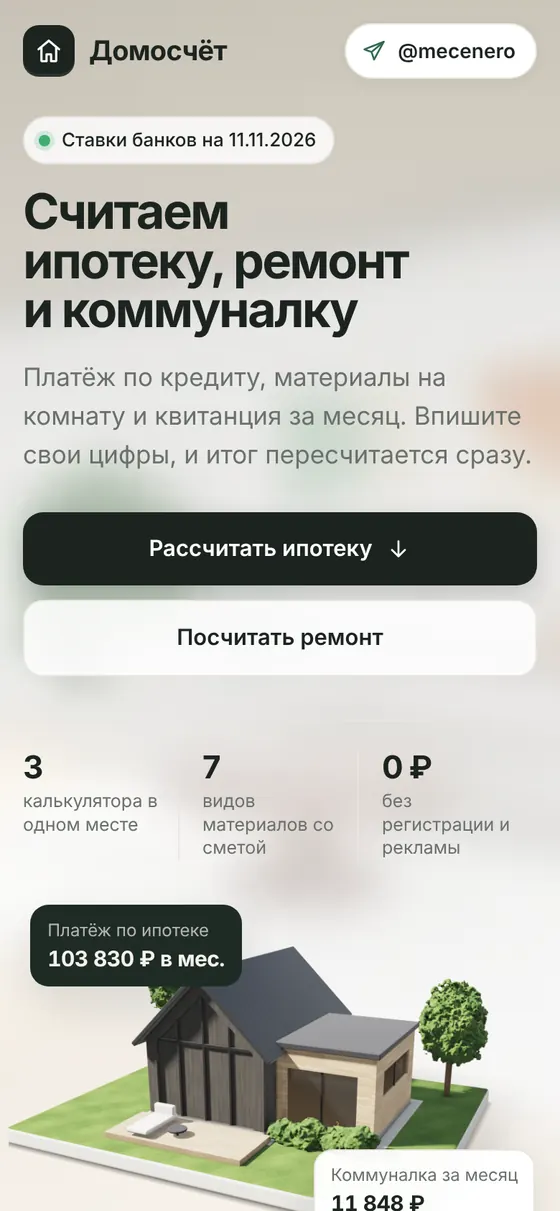 Домосчёт
@mecenero
Ставки банков на 11.11.2026
Считаем
ипотеку, ремонт
и коммуналку
Платёж по кредиту, материалы на
комнату и квитанция за месяц. Впишите
свои цифры, и итог пересчитается сразу.
Рассчитать ипотеку ↓
Посчитать ремонт
3
калькулятора в
одном месте
7
видов
материалов со
сметой
0 ₽
без
регистрации и
рекламы
Платёж по ипотеке
103 830 ₽ в мес.
Коммуналка за месяц
11 848 ₽